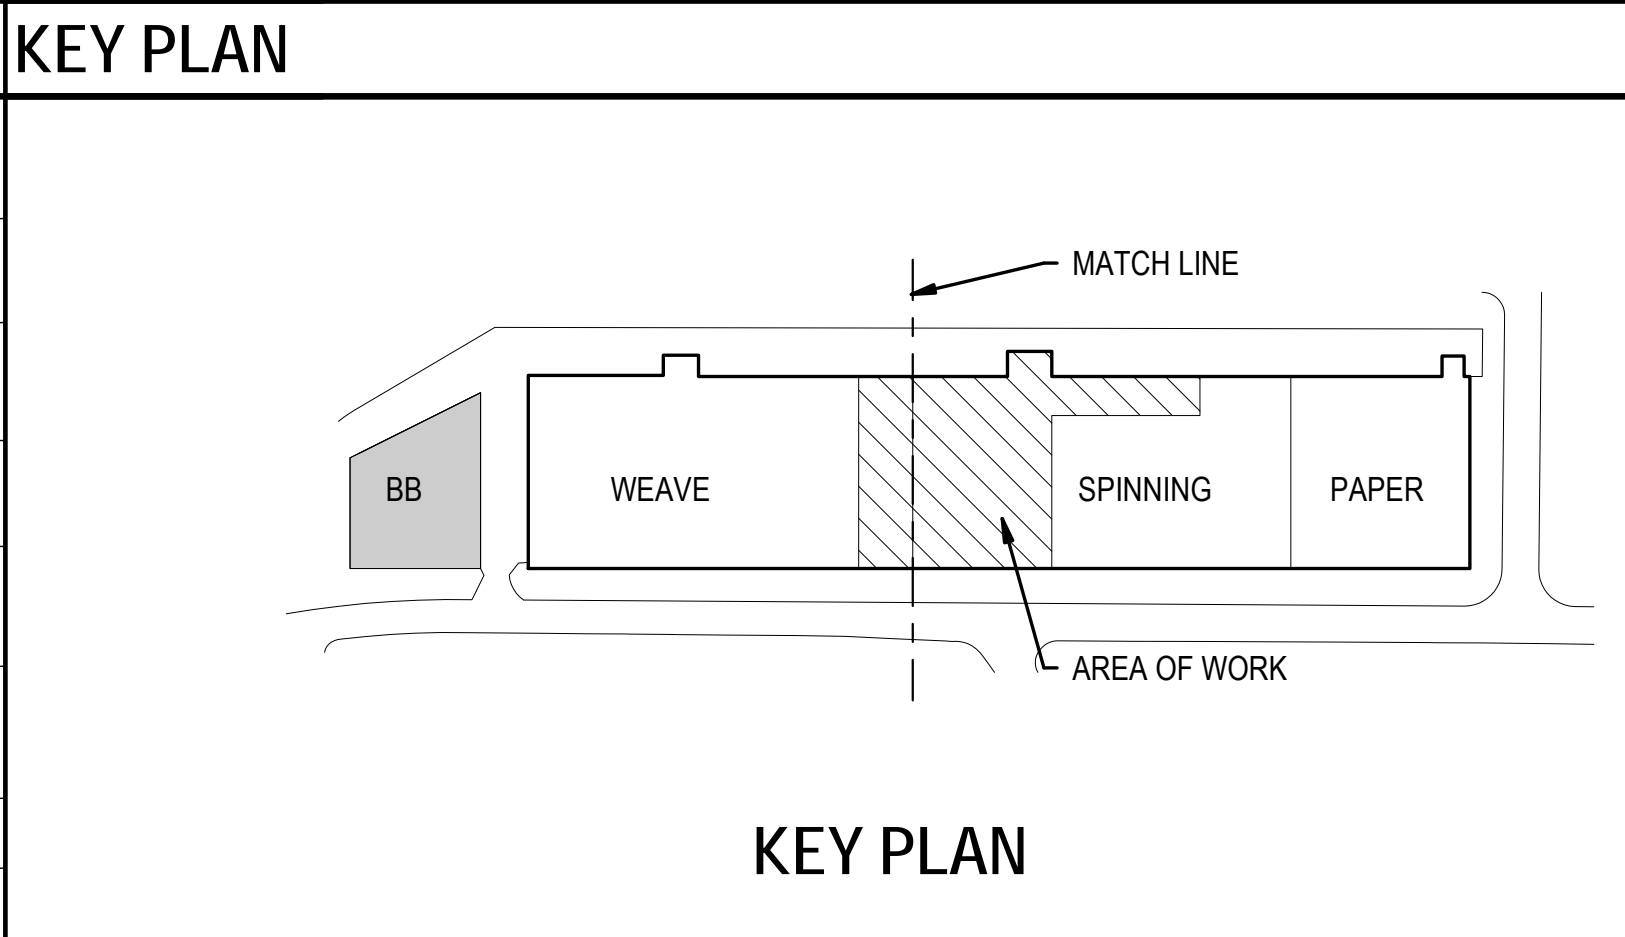 KEY PLAN
MATCH LINE
BB
WEAVE
SPINNING
PAPER
AREA OF WORK
KEY PLAN